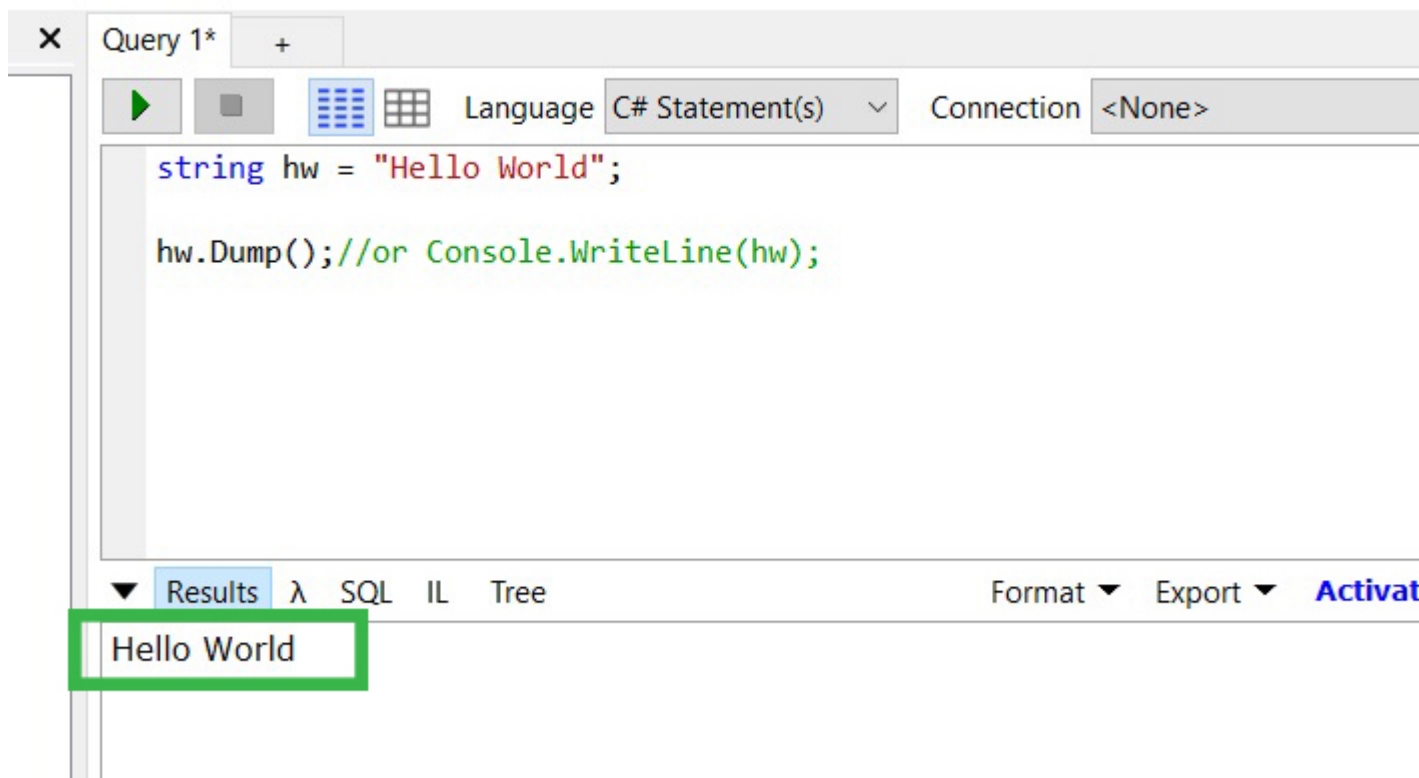 Query 1* +
Language C# Statement(s) Connection <None>
string hw = "Hello World";
hw.Dump();//or Console.WriteLine(hw);
Results λ SQL IL Tree Format Export Activat
Hello World